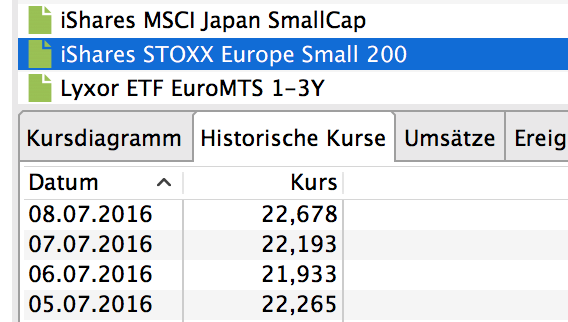 iShares MSCI Japan SmallCap
iShares STOXX Europe Small 200
Lyxor ETF EuroMTS 1-3Y
Kursdiagramm Historische Kurse Umsätze Ereig
Datum Kurs
08.07.2016 22,678
07.07.2016 22,193
06.07.2016 21,933
05.07.2016 22,265